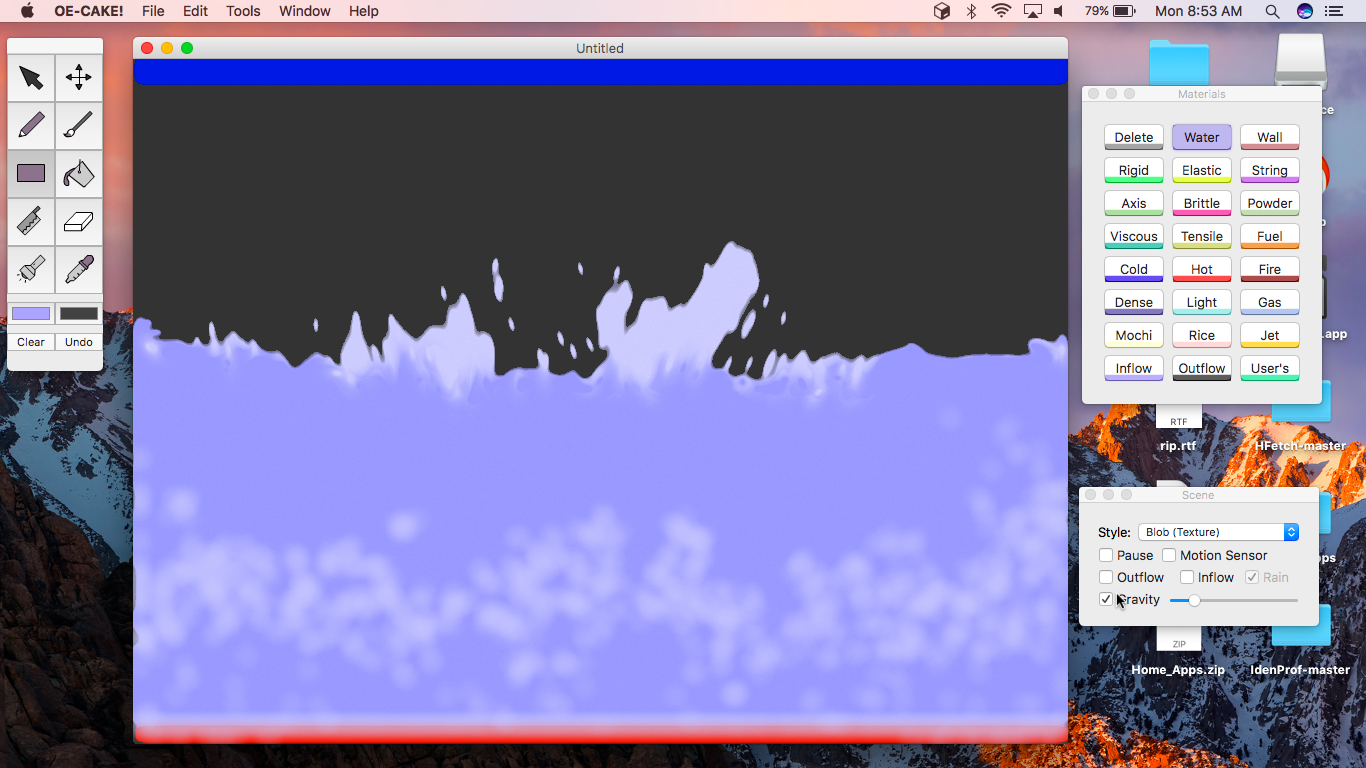 OE-CAKE! File Edit Tools Window Help 79% Mon 8:53 AM
Untitled
Clear Undo
Materials
Delete Water Wall
Rigid Elastic String
Axis Brittle Powder
Viscous Tensile Fuel
Cold Hot Fire
Dense Light Gas
Mochi Rice Jet
Inflow Outflow User's
Scene
Style: Blob (Texture)
Pause Motion Sensor
Outflow Inflow Rain
Gravity
ce
.app
RTF
rip.rtf HFetch-master
ps
ZIP
Home_Apps.zip IdenProf-master